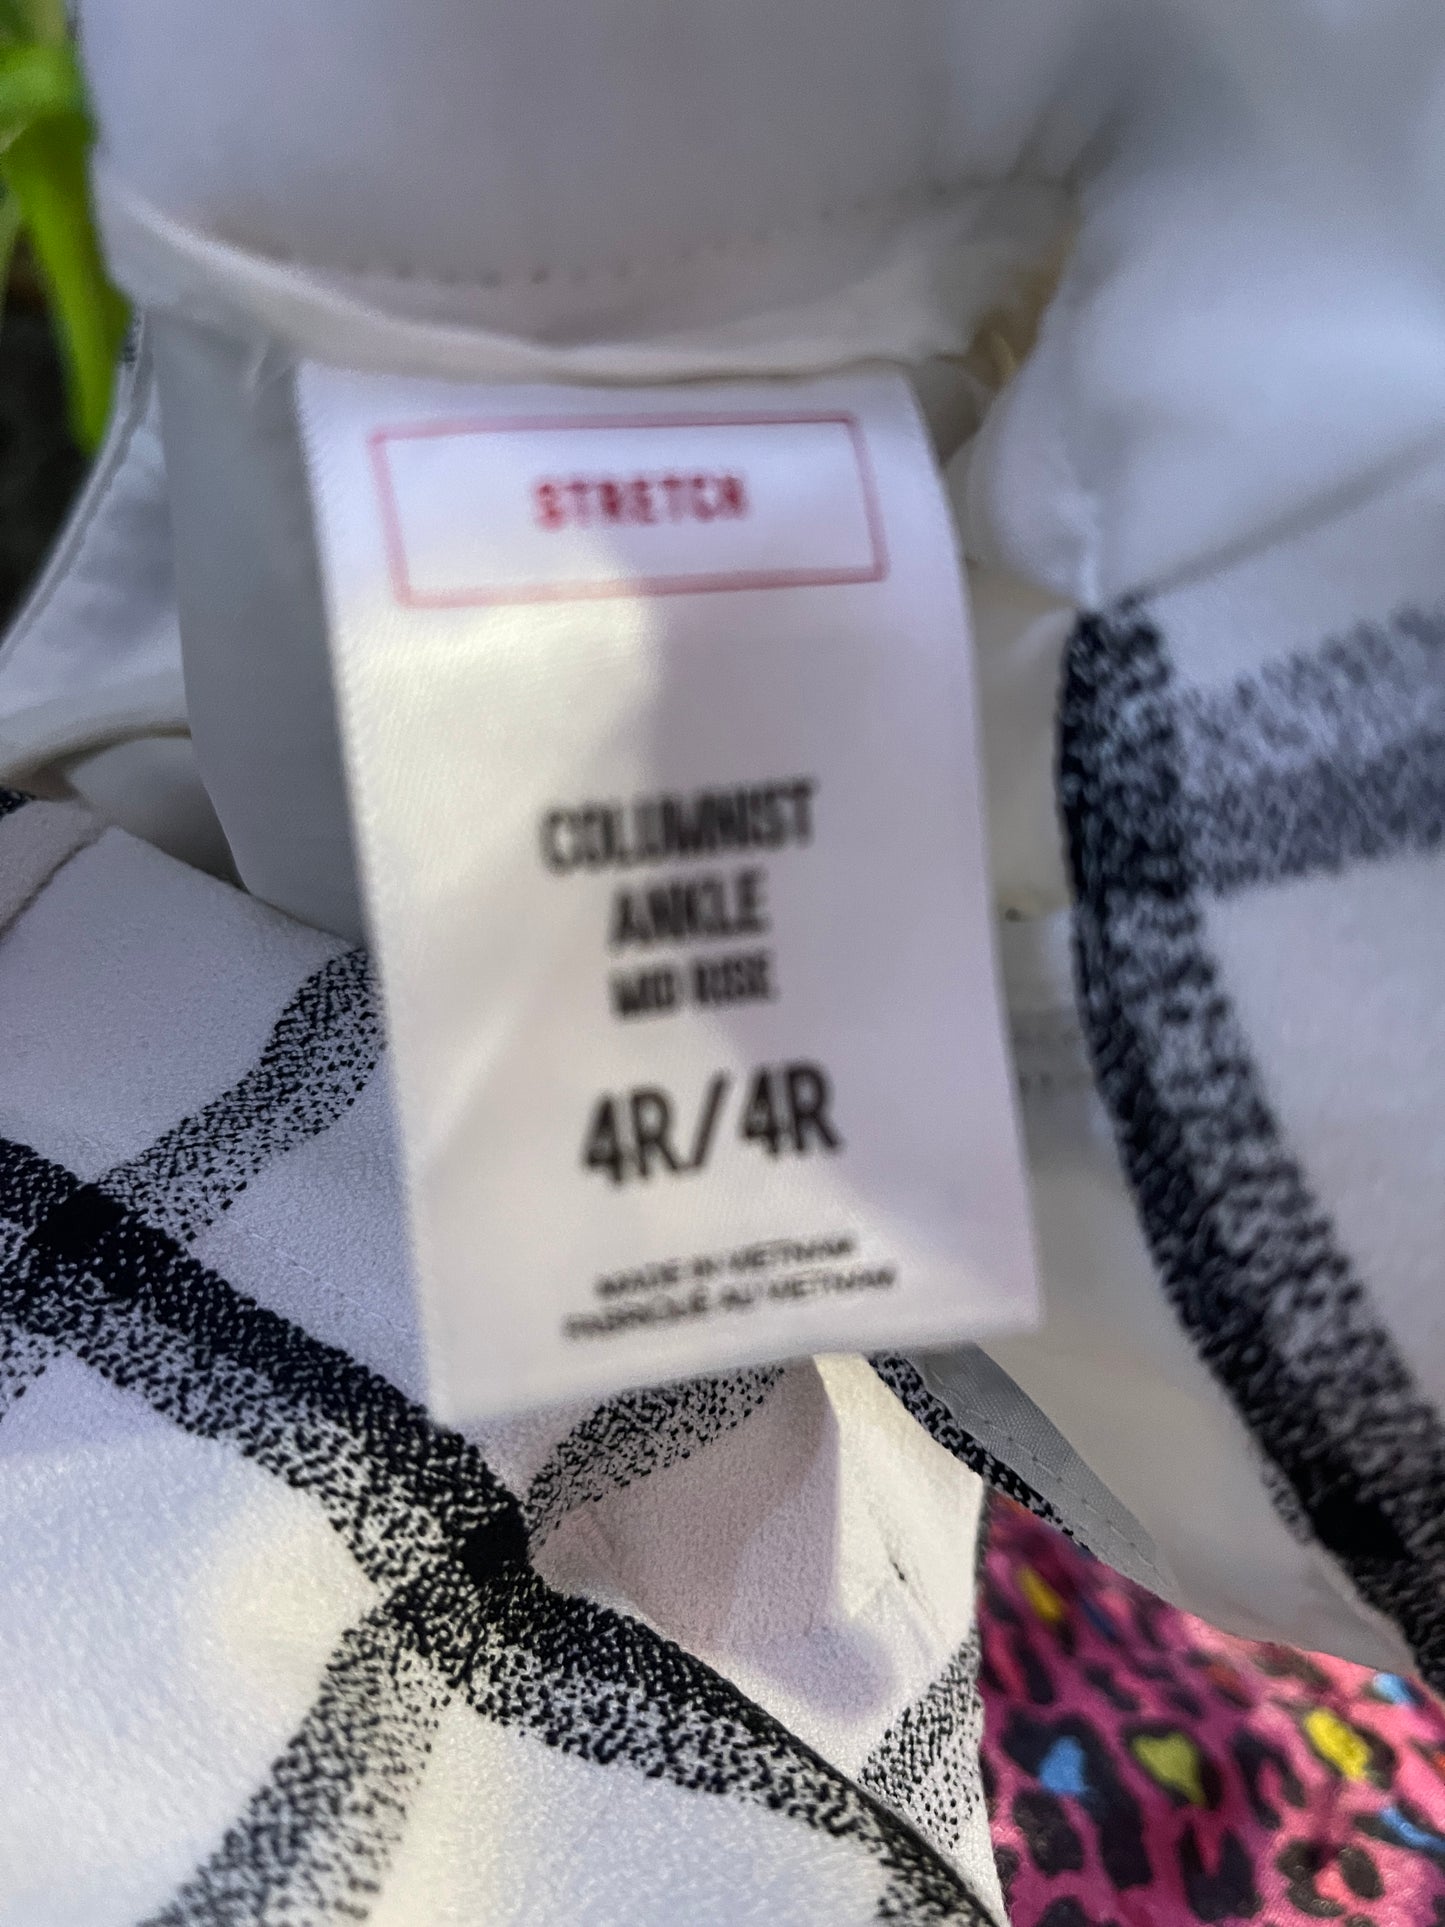 STRETCH
COLUMNIST
ANKLE
MID RISE
4R/4R
MADE IN VIETNAM
FABRIQUÉ AU VIETNAM